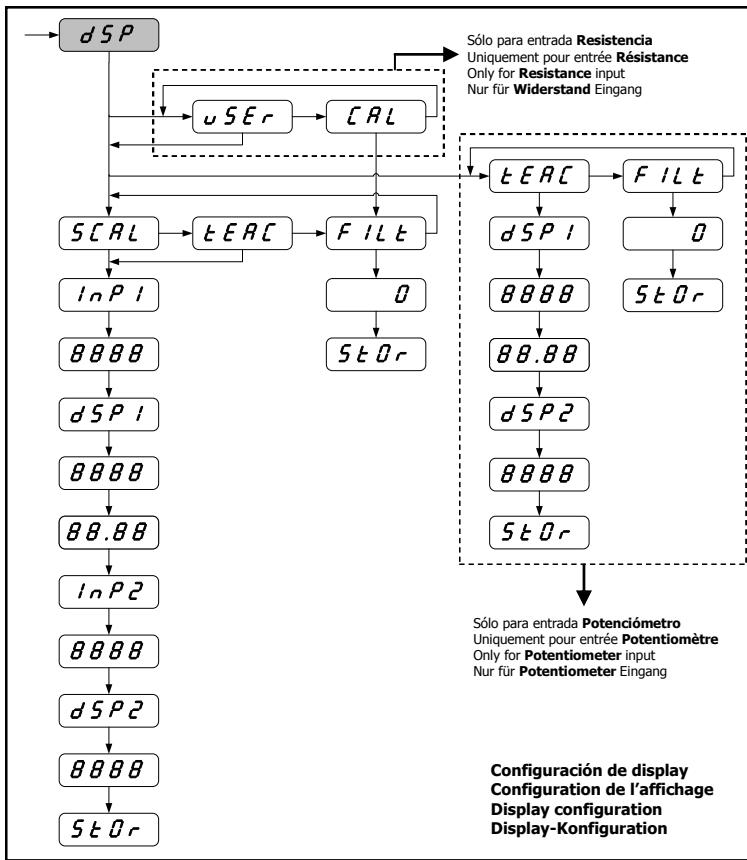 dSP
Sólo para entrada Resistencia
Uniquement pour entrée Résistance
Only for Resistance input
Nur für Widerstand Eingang
uSEr
CAL
tEAC
FILt
dSP1
0
8888
StOr
88.88
dSP2
8888
StOr
SCAL
tEAC
FILt
InP1
0
8888
StOr
dSP1
8888
88.88
InP2
8888
dSP2
8888
StOr
Sólo para entrada Potenciómetro
Uniquement pour entrée Potentiomètre
Only for Potentiometer input
Nur für Potentiometer Eingang
Configuración de display
Configuration de l’affichage
Display configuration
Display-Konfiguration